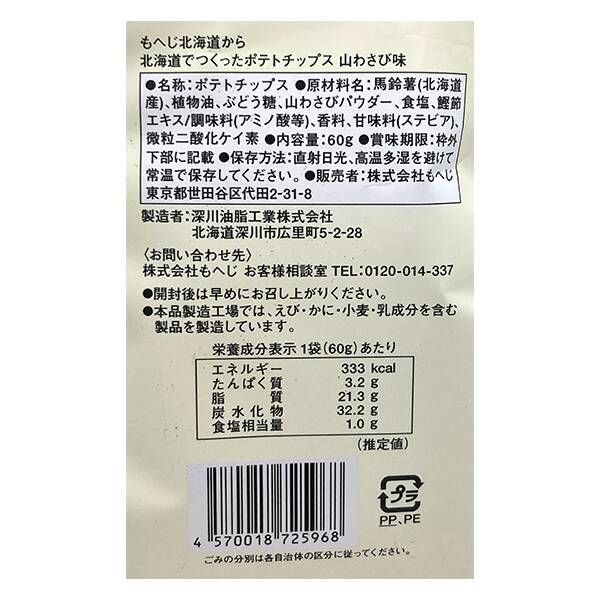 もへじ北海道から
北海道でつくったポテトチップス 山わさび味
●名称:ポテトチップス ●原材料名:馬鈴薯(北海道
産)、植物油、ぶどう糖、山わさびパウダー、食塩、鰹節
エキス/調味料(アミノ酸等)、香料、甘味料(ステビア)、
微粒二酸化ケイ素 ●内容量:60g ●賞味期限:枠外
下部に記載 ●保存方法:直射日光、高温多湿を避けて
常温で保存してください。●販売者:株式会社もへじ
東京都世田谷区代田2-31-8
製造者:深川油脂工業株式会社
北海道深川市広里町5-2-28
〈お問い合わせ先〉
株式会社もへじ お客様相談室 TEL:0120-014-337
●開封後は早めにお召し上がりください。
●本品製造工場では、えび・かに・小麦・乳成分を含む
製品を製造しています。
栄養成分表示 1袋(60g)あたり
エネルギー 333 kcal
たんぱく質 3.2 g
脂質 21.3 g
炭水化物 32.2 g
食塩相当量 1.0 g
(推定値)
プラ
PP、PE
4 570018 725968
ごみの分別は各自治体の区分に従ってください。